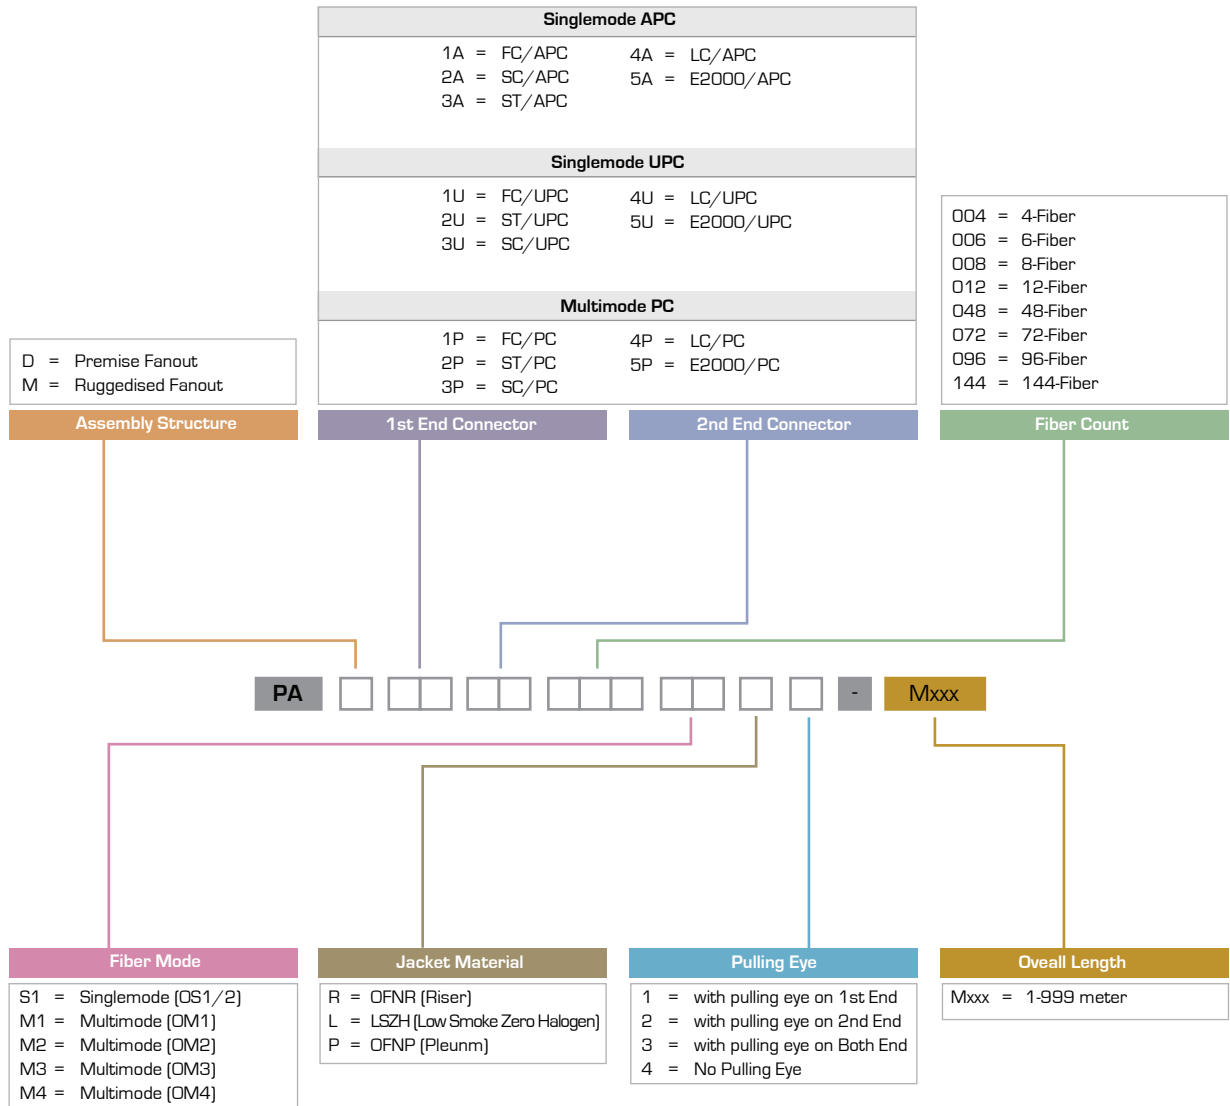 Singlemode APC
1A = FC/APC
2A = SC/APC
3A = ST/APC
4A = LC/APC
5A = E2000/APC
Singlemode UPC
1U = FC/UPC
2U = ST/UPC
3U = SC/UPC
4U = LC/UPC
5U = E2000/UPC
Multimode PC
1P = FC/PC
2P = ST/PC
3P = SC/PC
4P = LC/PC
5P = E2000/PC
D = Premise Fanout
M = Ruggedised Fanout
004 = 4-Fiber
006 = 6-Fiber
008 = 8-Fiber
012 = 12-Fiber
048 = 48-Fiber
072 = 72-Fiber
096 = 96-Fiber
144 = 144-Fiber
Assembly Structure
1st End Connector
2nd End Connector
Fiber Count
PA - Mxxx
Fiber Mode
S1 = Singlemode (OS1/2)
M1 = Multimode (OM1)
M2 = Multimode (OM2)
M3 = Multimode (OM3)
M4 = Multimode (OM4)
Jacket Material
R = OFNR (Riser)
L = LSZH (Low Smoke Zero Halogen)
P = OFNP (Pleunm)
Pulling Eye
1 = with pulling eye on 1st End
2 = with pulling eye on 2nd End
3 = with pulling eye on Both End
4 = No Pulling Eye
Oveall Length
Mxxx = 1-999 meter